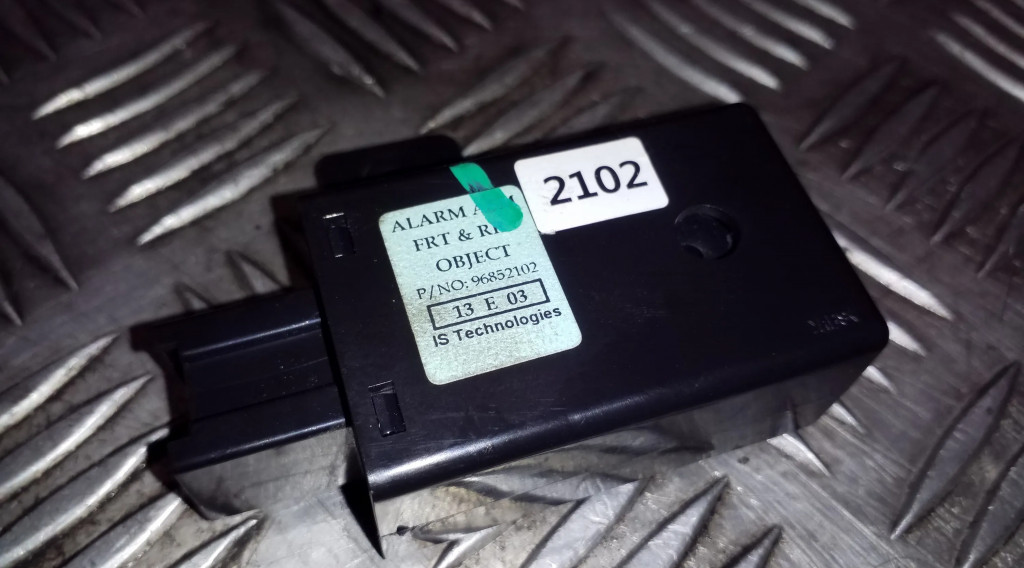 2102
ALARM
FRT &
OBJECT
P/NO: 96852102
13 E 03
IS Technologies